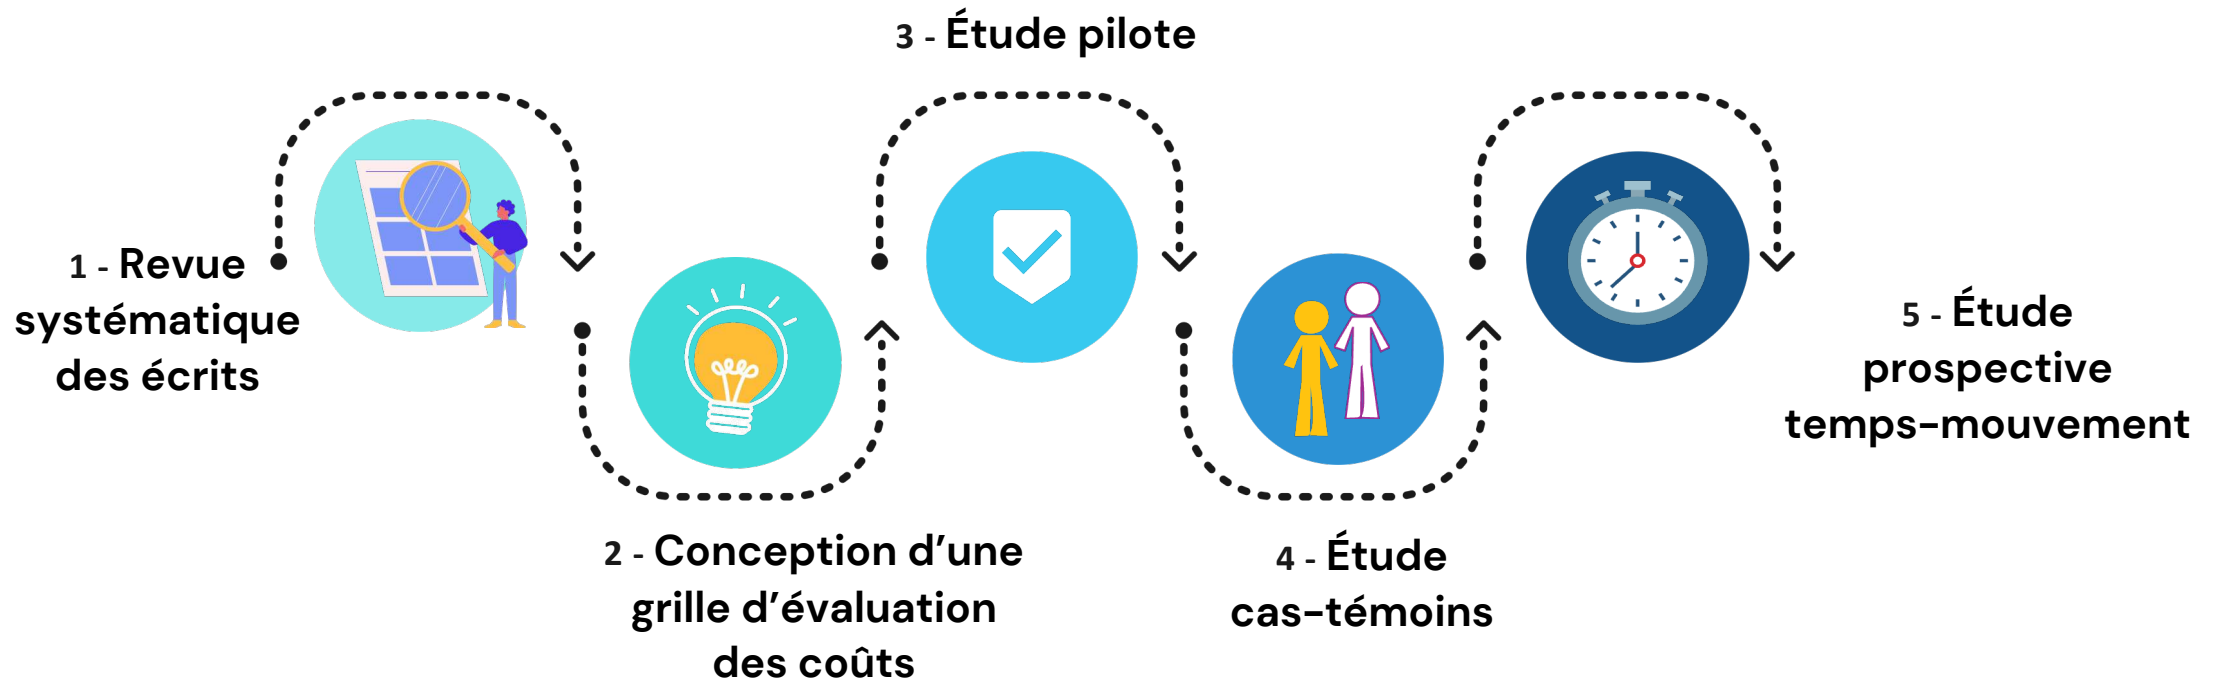 1 - Revue
systématique
des écrits
2 - Conception d’une
grille d’évaluation
des coûts
3 - Étude pilote
4 - Étude
cas-témoins
5 - Étude
prospective
temps-mouvement